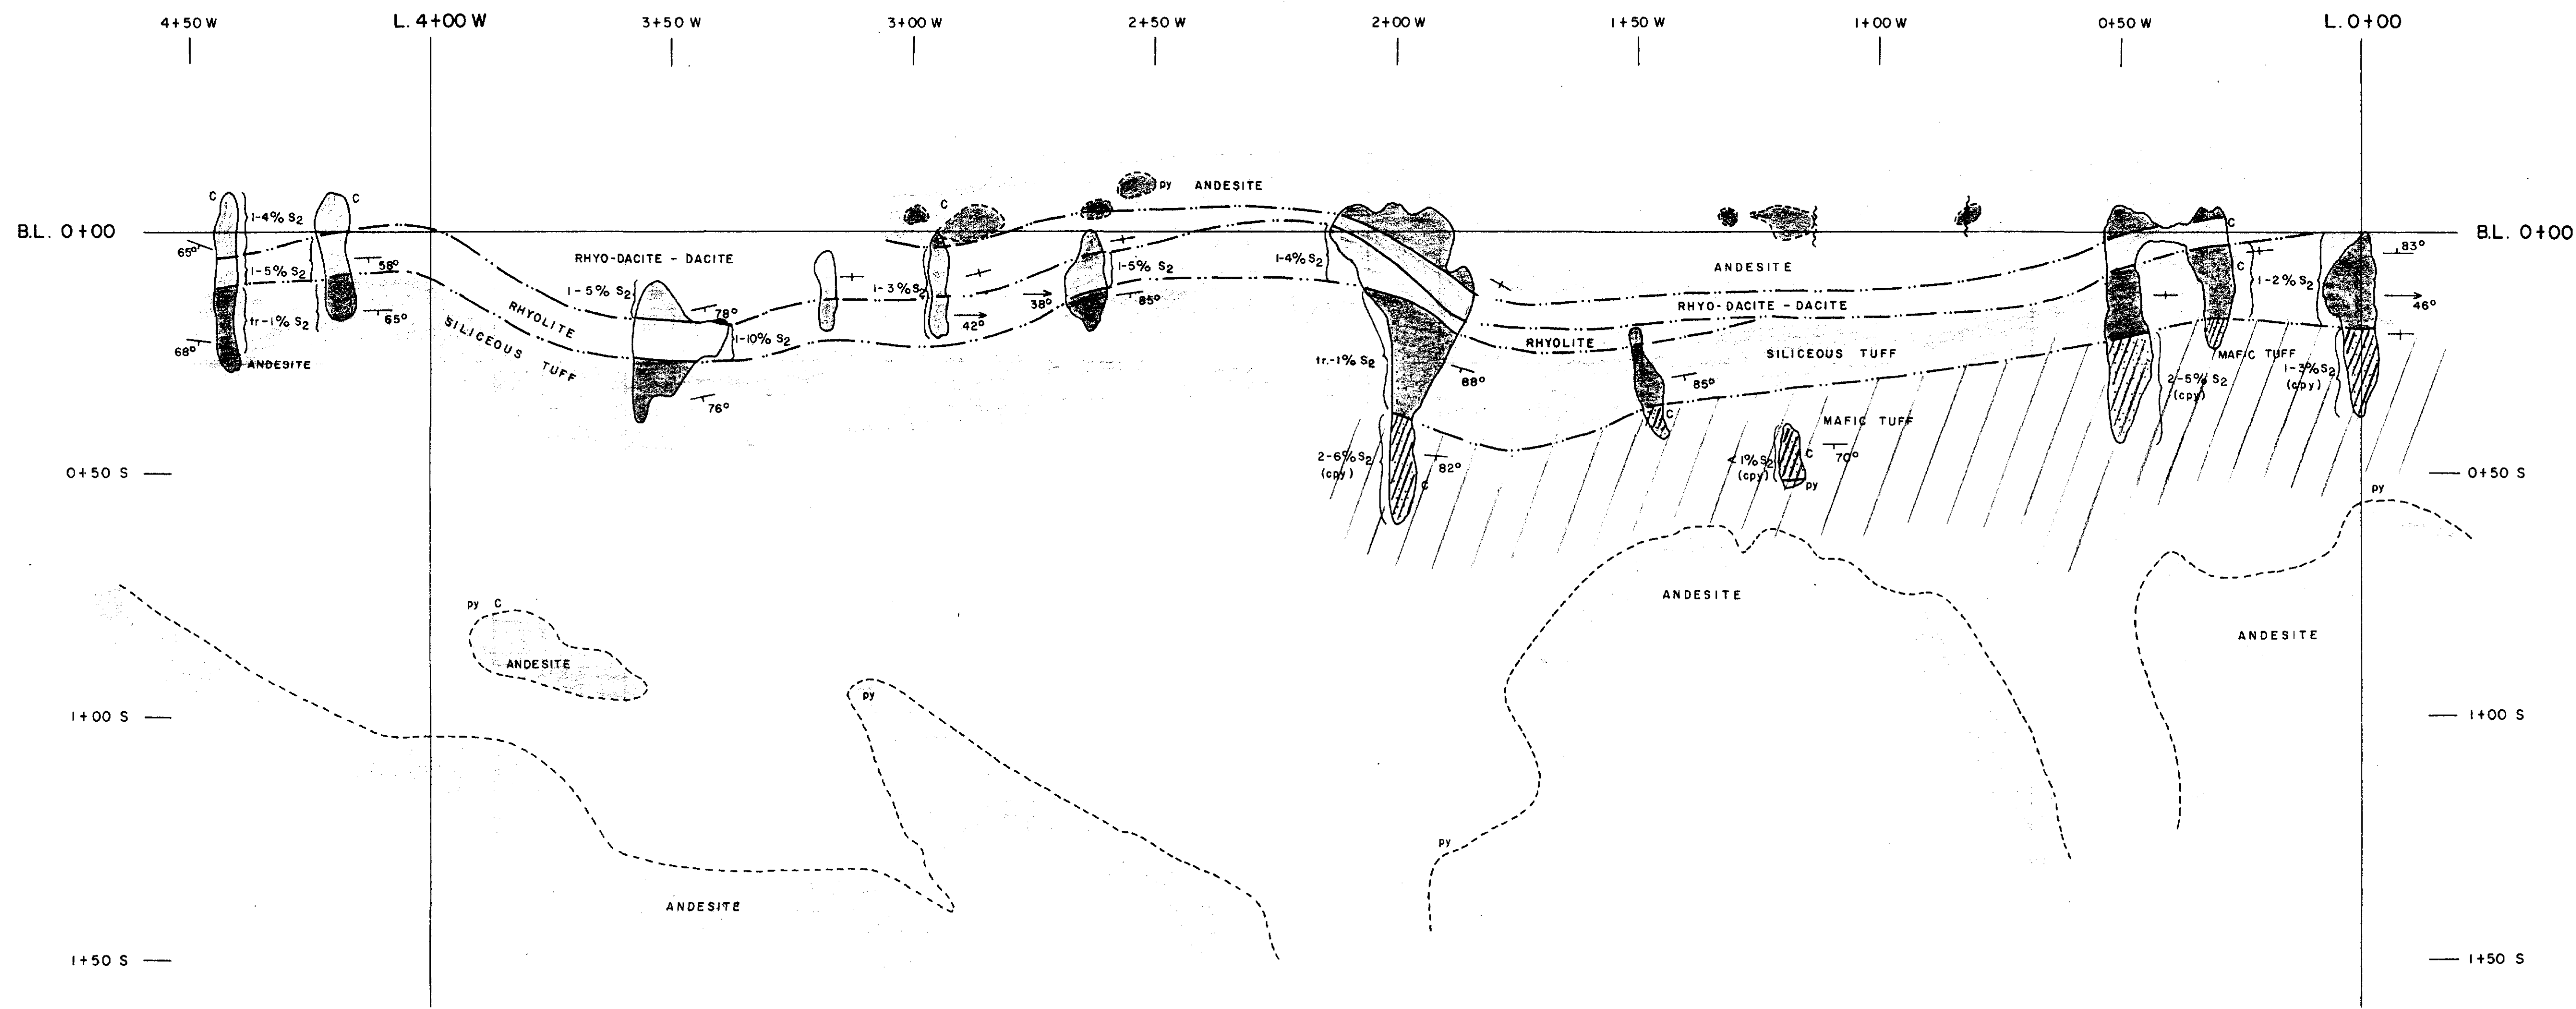 4+50 W
L. 4+00 W
3+50 W
3+00 W
2+50 W
2+00 W
1+50 W
1+00 W
0+50 W
L. 0+00
B.L. 0+00
B.L. 0+00
0+50 S
0+50 S
1+00 S
1+00 S
1+50 S
1+50 S
C
1-4% S2
65°
1-5% S2
tr-1% S2
68°
ANDESITE
C
58°
65°
RHYO-DACITE - DACITE
RHYOLITE
SILICEOUS TUFF
1-5% S2
78°
1-10% S2
76°
C
1-3% S2
42°
py ANDESITE
1-5% S2
38°
85°
1-4% S2
tr.-1% S2
88°
2-6% S2
(cpy)
82°
C
ANDESITE
RHYO-DACITE - DACITE
RHYOLITE
SILICEOUS TUFF
85°
C
MAFIC TUFF
<1% S2
(cpy)
C
70°
py
C
C
1-2% S2
MAFIC TUFF
2-5% S2
(cpy)
1-3% S2
(cpy)
83°
46°
py
py C
ANDESITE
py
ANDESITE
ANDESITE
py
ANDESITE